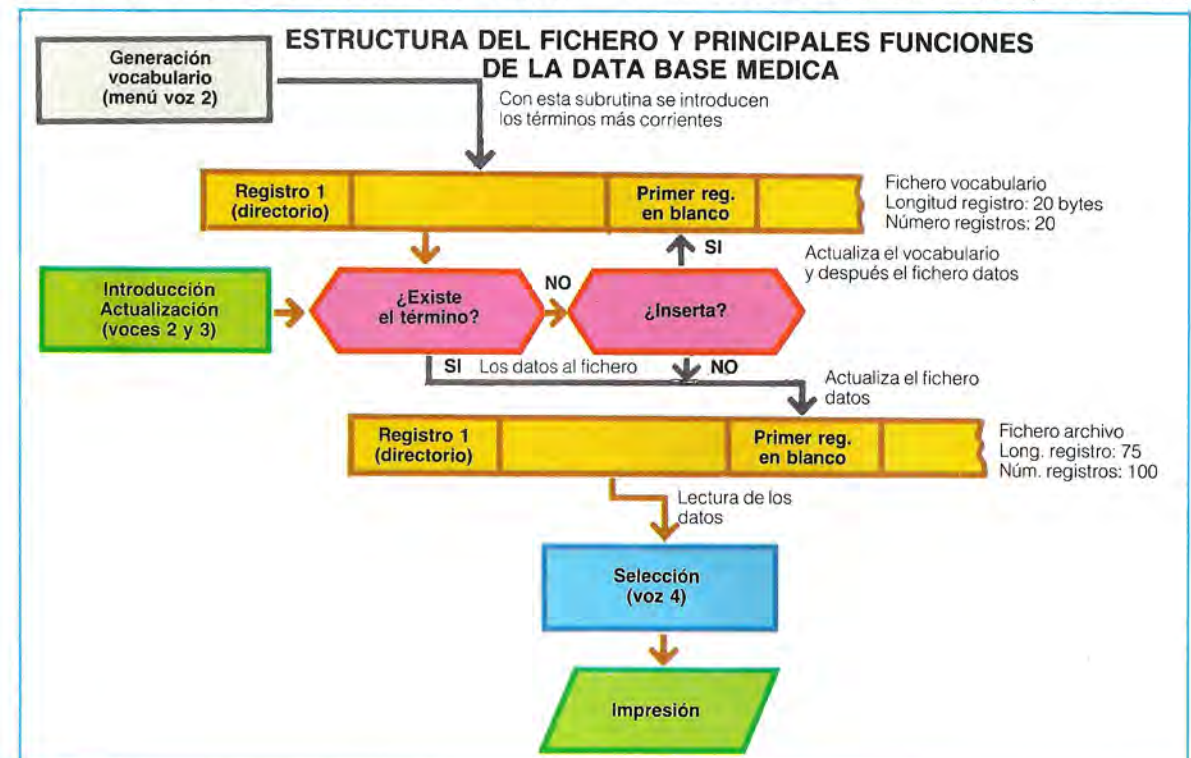 ESTRUCTURA DEL FICHERO Y PRINCIPALES FUNCIONES
DE LA DATA BASE MEDICA
Generación
vocabulario
(menú voz 2)
Con esta subrutina se introducen
los términos más corrientes
Registro 1
(directorio)
Primer reg.
en blanco
Fichero vocabulario
Longitud registro: 20 bytes
Número registros: 20
SI
Actualiza el vocabulario
y después el fichero datos
Introducción
Actualización
(voces 2 y 3)
¿Existe
el término?
NO
¿Inserta?
SI Los datos al fichero
NO
Actualiza el fichero
datos
Registro 1
(directorio)
Primer reg.
en blanco
Fichero archivo
Long. registro: 75
Núm. registros: 100
Lectura de los
datos
Selección
(voz 4)
Impresión